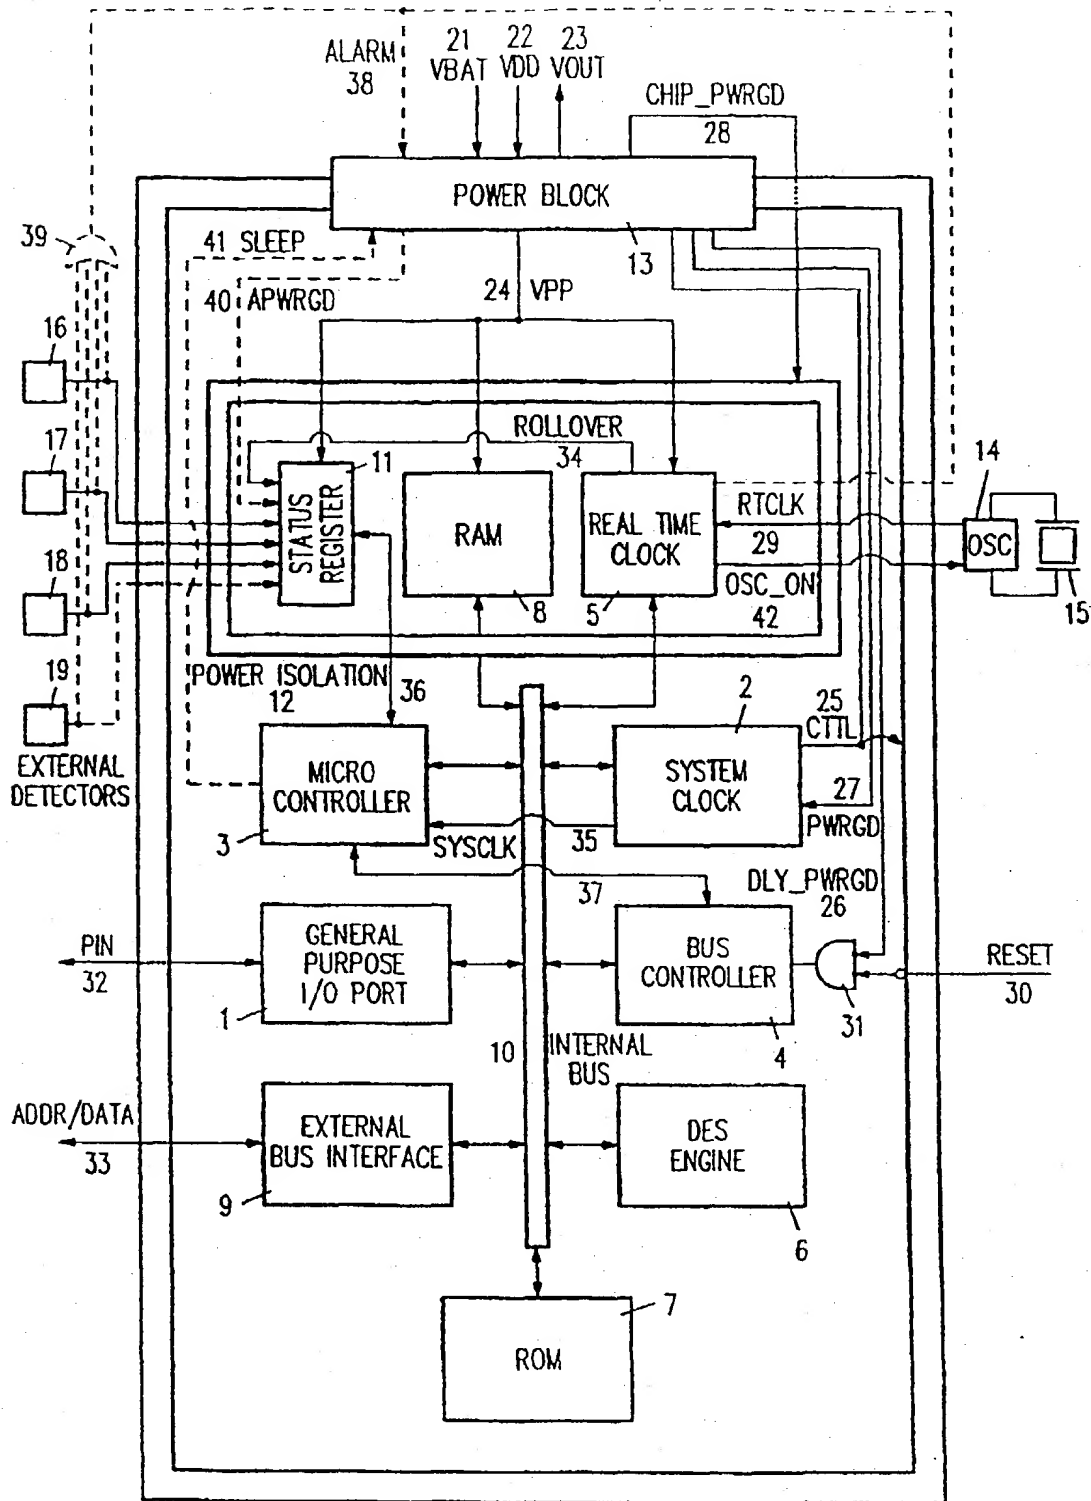 ALARM
38
21
VBAT
22
VDD
23
VOUT
CHIP_PWRGD
28
POWER BLOCK
13
39
41 SLEEP
40 APWRGD
24 VPP
16
17
18
19
EXTERNAL
DETECTORS
ROLLOVER
34
11
STATUS
REGISTER
RAM
8
REAL TIME
CLOCK
5
RTCLK
29
OSC_ON
42
14
OSC
15
POWER ISOLATION
12
36
MICRO
CONTROLLER
3
SYSCLK
35
2
SYSTEM
CLOCK
25
CTTL
27
PWRGD
37
DLY_PWRGD
26
PIN
32
GENERAL
PURPOSE
I/O PORT
1
BUS
CONTROLLER
4
31
RESET
30
10
INTERNAL
BUS
ADDR/DATA
33
EXTERNAL
BUS INTERFACE
9
DES
ENGINE
6
7
ROM